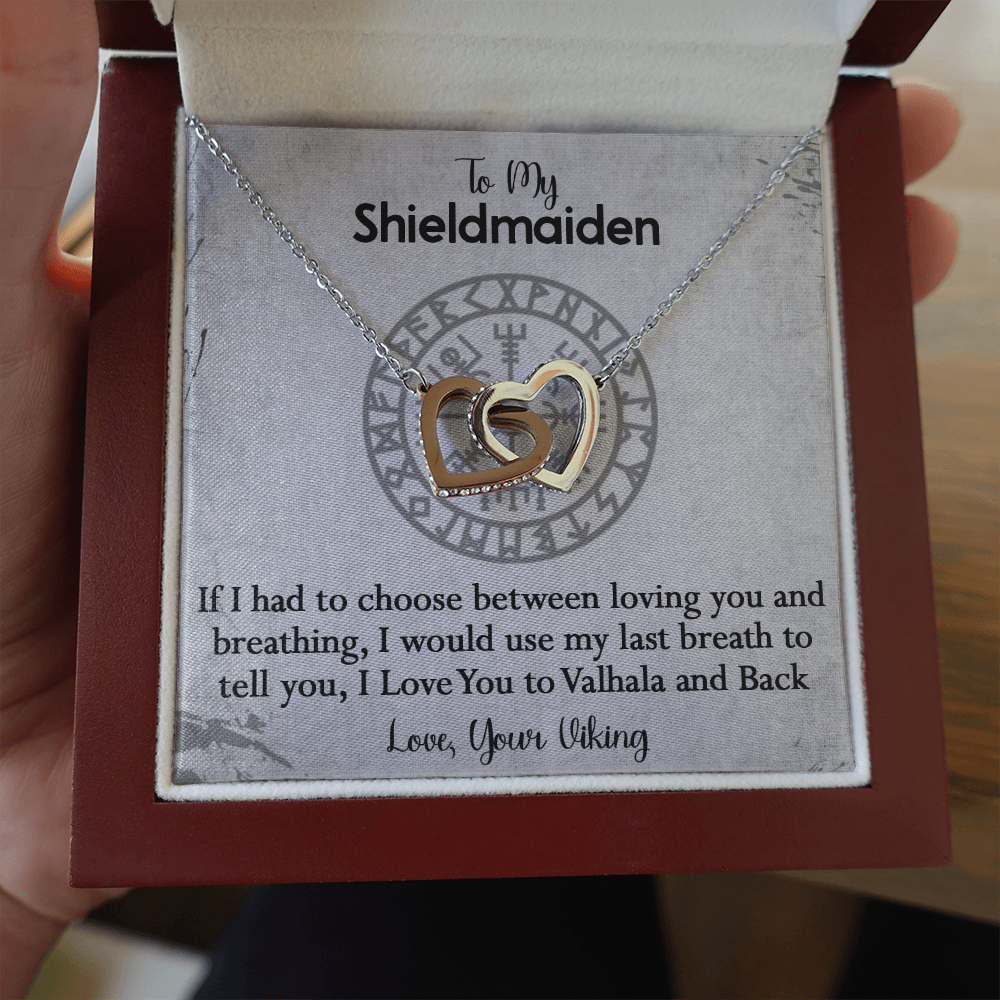 To My
Shieldmaiden
If I had to choose between loving you and
breathing, I would use my last breath to
tell you, I Love You to Valhala and Back
Love, Your Viking